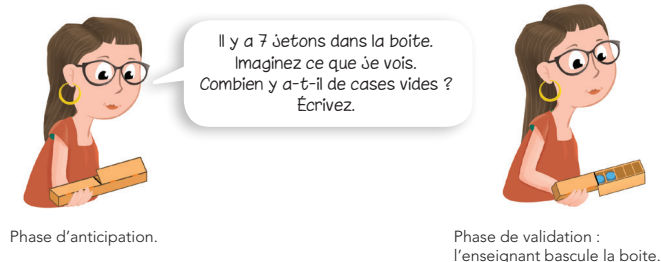 Il y a 7 jetons dans la boite.
Imaginez ce que je vois.
Combien y a-t-il de cases vides ?
Écrivez.
Phase d'anticipation.
Phase de validation :
l'enseignant bascule la boite.